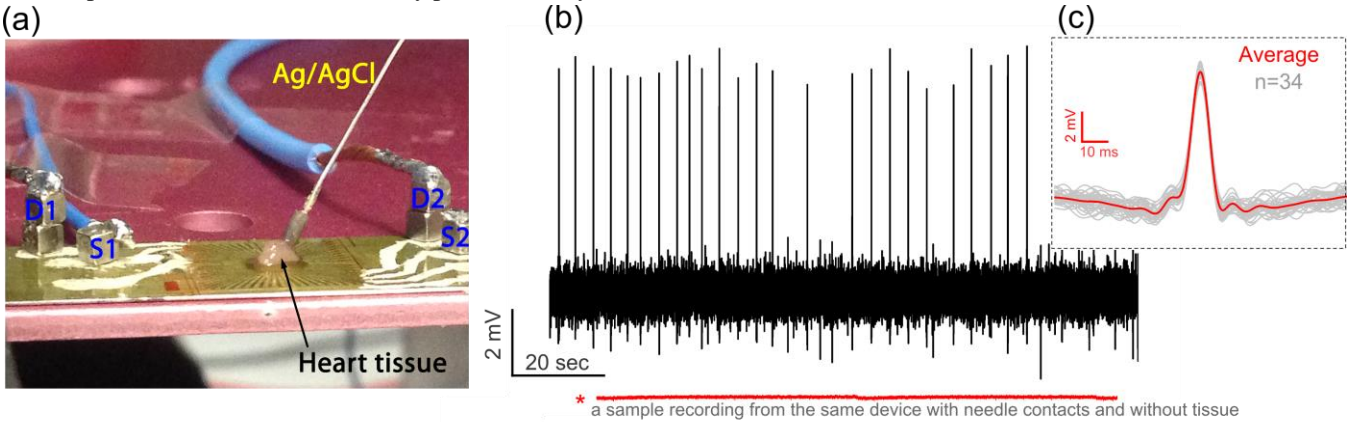 (a)
Ag/AgCl
D1
S1
D2
S2
Heart tissue
(b)
2 mV
20 sec
* a sample recording from the same device with needle contacts and without tissue
(c)
Average
n=34
2 mV
10 ms